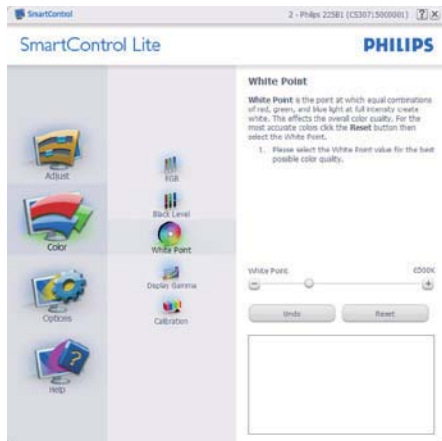 SmartControl
2 - Philips 225B1 (CS30715000001)
SmartControl Lite
PHILIPS
Adjust
Color
Options
Help
RGB
Black Level
White Point
Display Gamma
Calibration
White Point
White Point is the point at which equal combinations
of red, green, and blue light at full intensity create
white. This effects the overall color quality. For the
most accurate colors click the Reset button then
select the White Point.
1. Please select the White Point value for the best
possible color quality.
White Point
6500K
Undo
Reset